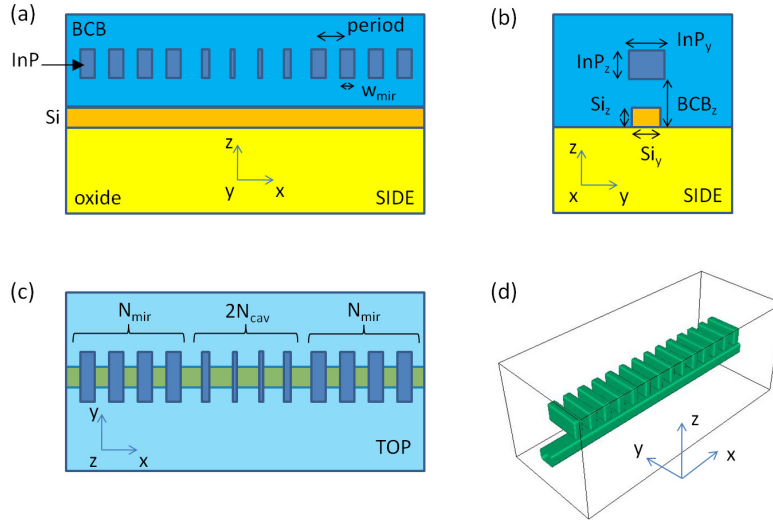 (a)
BCB
period
InP
w_mir
Si
z
y
x
oxide
SIDE
(b)
InP_y
InP_z
Si_z
BCB_z
Si_y
z
x
y
SIDE
(c)
N_mir
2N_cav
N_mir
y
z
x
TOP
(d)
z
y
x